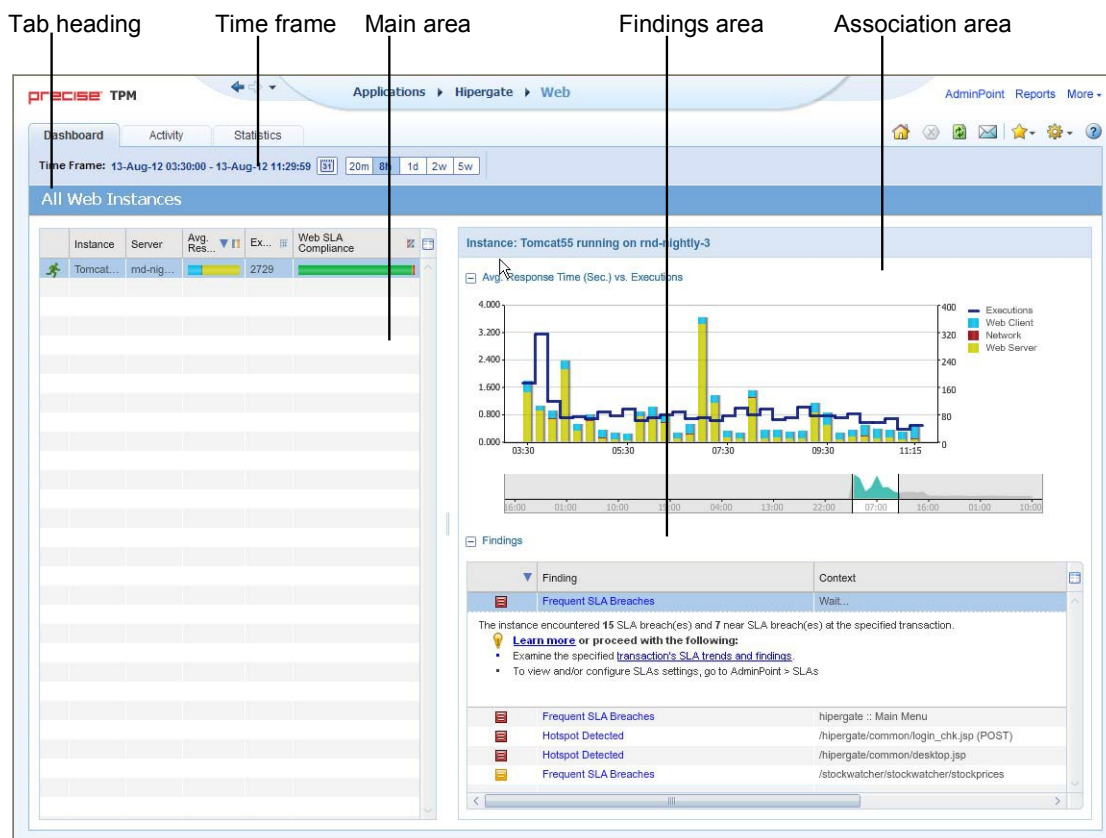 Tab heading Time frame Main area Findings area Association area
precise TPM
Applications Hipergate Web
AdminPoint Reports More
Dashboard Activity Statistics
Time Frame: 13-Aug-12 03:30:00 - 13-Aug-12 11:29:59 31 20m 8h 1d 2w 5w
All Web Instances
Instance Server Avg. Res... Ex... Web SLA Compliance
Tomcat... rnd-nig... 2729
Instance: Tomcat55 running on rnd-nightly-3
Avg. Response Time (Sec.) vs. Executions
4.000 400
3.200 320
2.400 240
1.600 160
0.800 80
0.000 0
03:30 05:30 07:30 09:30 11:15
Executions
Web Client
Network
Web Server
16:00 01:00 10:00 19:00 04:00 13:00 22:00 07:00 16:00 01:00 10:00
Findings
Finding Context
Frequent SLA Breaches Wait...
The instance encountered 15 SLA breach(es) and 7 near SLA breach(es) at the specified transaction.
Learn more or proceed with the following:
Examine the specified transaction's SLA trends and findings.
To view and/or configure SLAs settings, go to AdminPoint > SLAs
Frequent SLA Breaches hipergate :: Main Menu
Hotspot Detected /hipergate/common/login_chk.jsp (POST)
Hotspot Detected /hipergate/common/desktop.jsp
Frequent SLA Breaches /stockwatcher/stockwatcher/stockprices